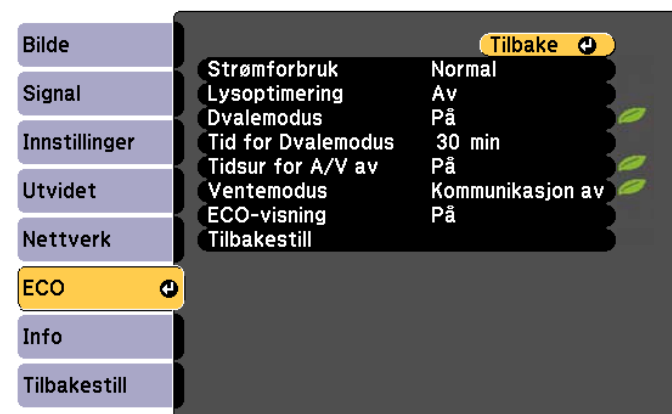 Bilde
Signal
Innstillinger
Utvidet
Nettverk
ECO
Info
Tilbakestill
Tilbake
Strømforbruk Normal
Lysoptimering Av
Dvalemodus På
Tid for Dvalemodus 30 min
Tidsur for A/V av På
Ventemodus Kommunikasjon av
ECO-visning På
Tilbakestill